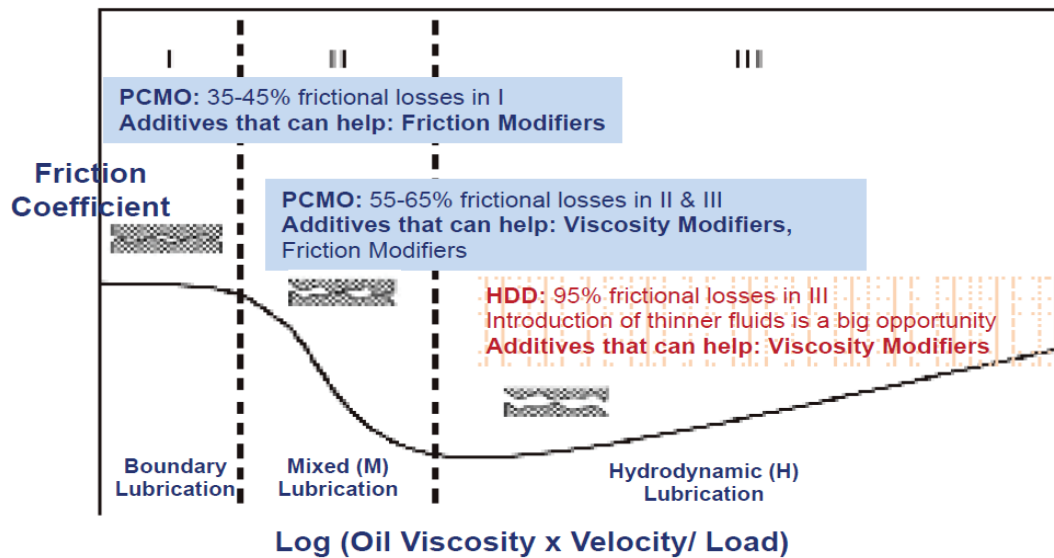 I
II
III
PCMO: 35-45% frictional losses in I
Additives that can help: Friction Modifiers
Friction
Coefficient
PCMO: 55-65% frictional losses in II & III
Additives that can help: Viscosity Modifiers,
Friction Modifiers
HDD: 95% frictional losses in III
Introduction of thinner fluids is a big opportunity
Additives that can help: Viscosity Modifiers
Boundary
Lubrication
Mixed (M)
Lubrication
Hydrodynamic (H)
Lubrication
Log (Oil Viscosity x Velocity/ Load)